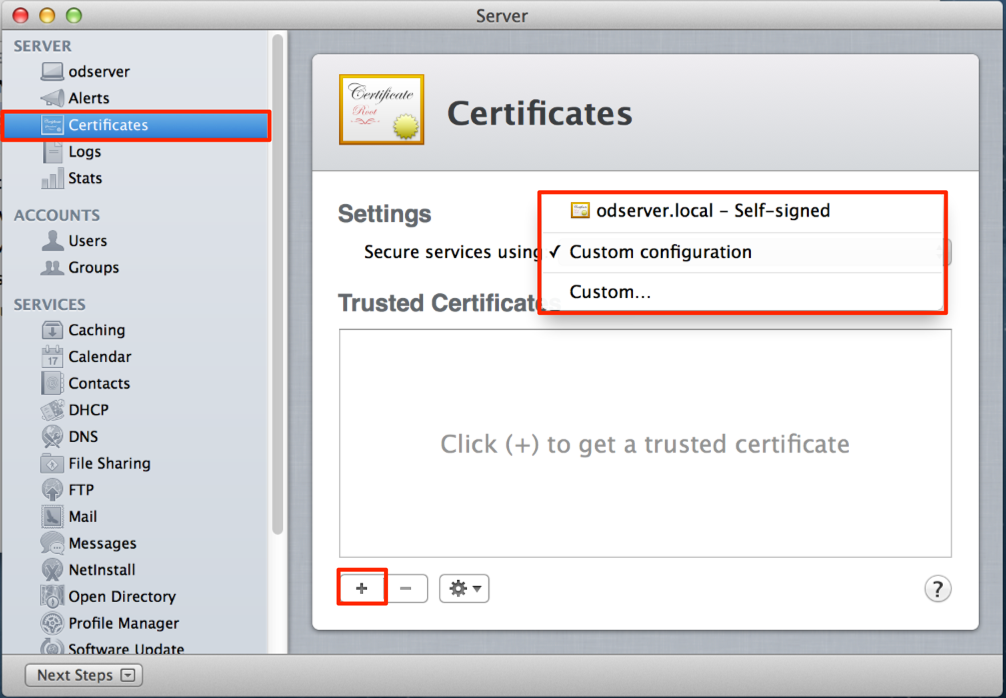 Server
SERVER
odserver
Alerts
Certificates
Logs
Stats
ACCOUNTS
Users
Groups
SERVICES
Caching
17
Calendar
Contacts
DHCP
DNS
File Sharing
FTP
Mail
Messages
NetInstall
Open Directory
Profile Manager
Software Update
Next Steps
Certificate
Root
Certificates
Settings
odserver.local – Self-signed
Secure services using ✓ Custom configuration
Custom...
Trusted Certificates
Click (+) to get a trusted certificate
+
−
?